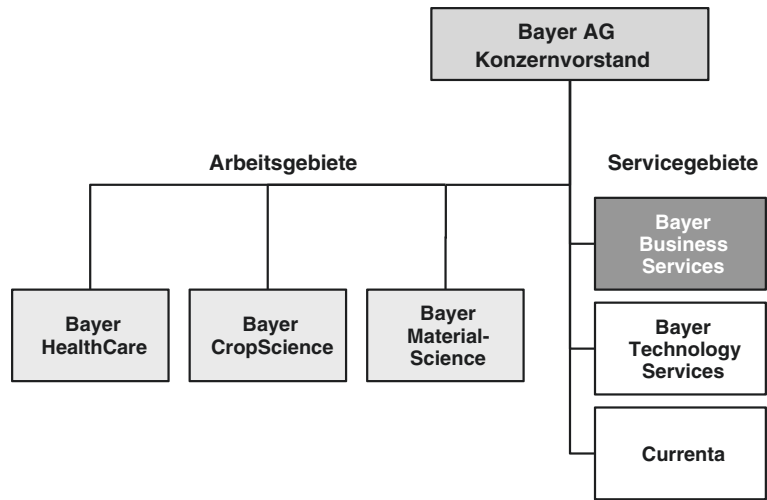 Bayer AG
Konzernvorstand
Arbeitsgebiete
Servicegebiete
Bayer
Business
Services
Bayer
HealthCare
Bayer
CropScience
Bayer
Material-
Science
Bayer
Technology
Services
Currenta